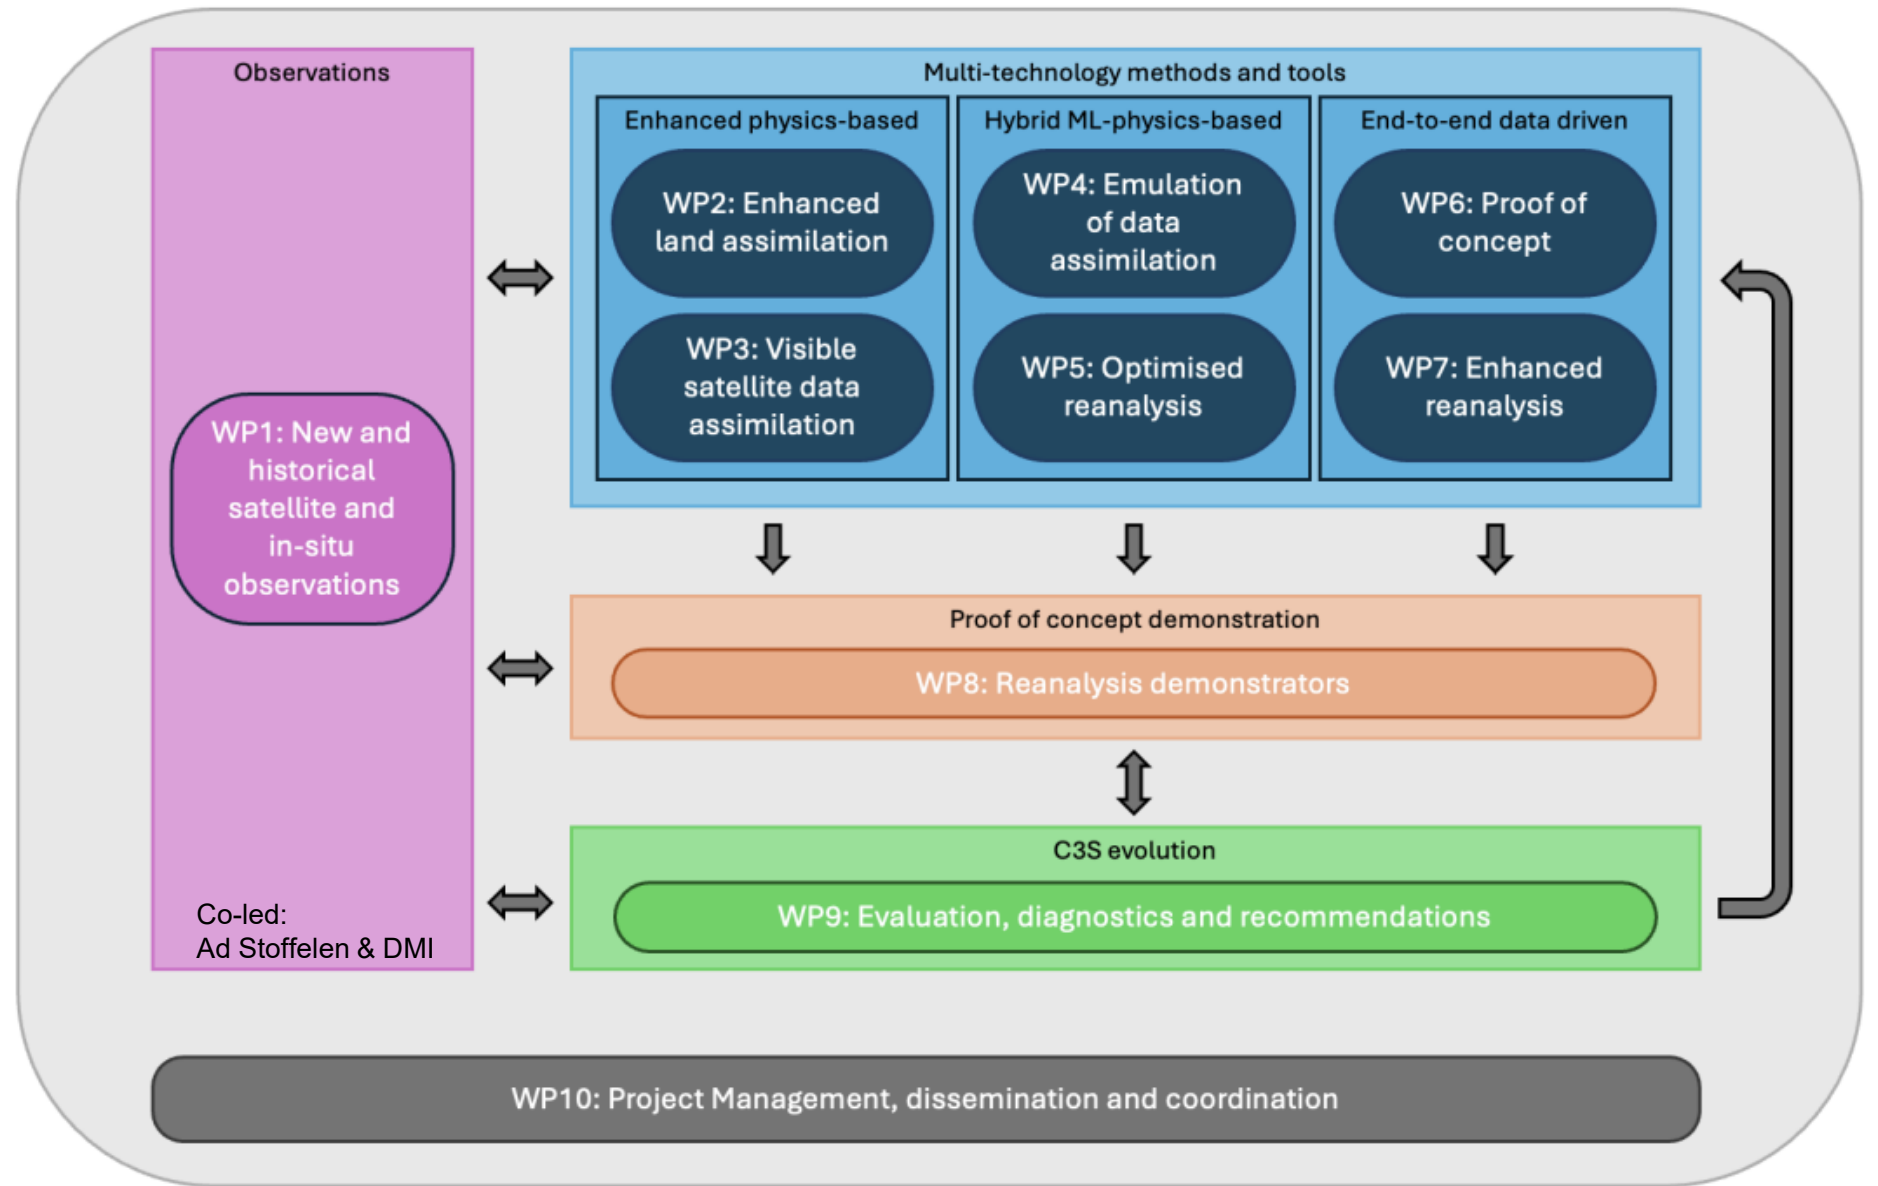 Observations
WP1: New and
historical
satellite and
in-situ
observations
Co-led:
Ad Stoffelen & DMI
Multi-technology methods and tools
Enhanced physics-based
WP2: Enhanced
land assimilation
WP3: Visible
satellite data
assimilation
Hybrid ML-physics-based
WP4: Emulation
of data
assimilation
WP5: Optimised
reanalysis
End-to-end data driven
WP6: Proof of
concept
WP7: Enhanced
reanalysis
Proof of concept demonstration
WP8: Reanalysis demonstrators
C3S evolution
WP9: Evaluation, diagnostics and recommendations
WP10: Project Management, dissemination and coordination